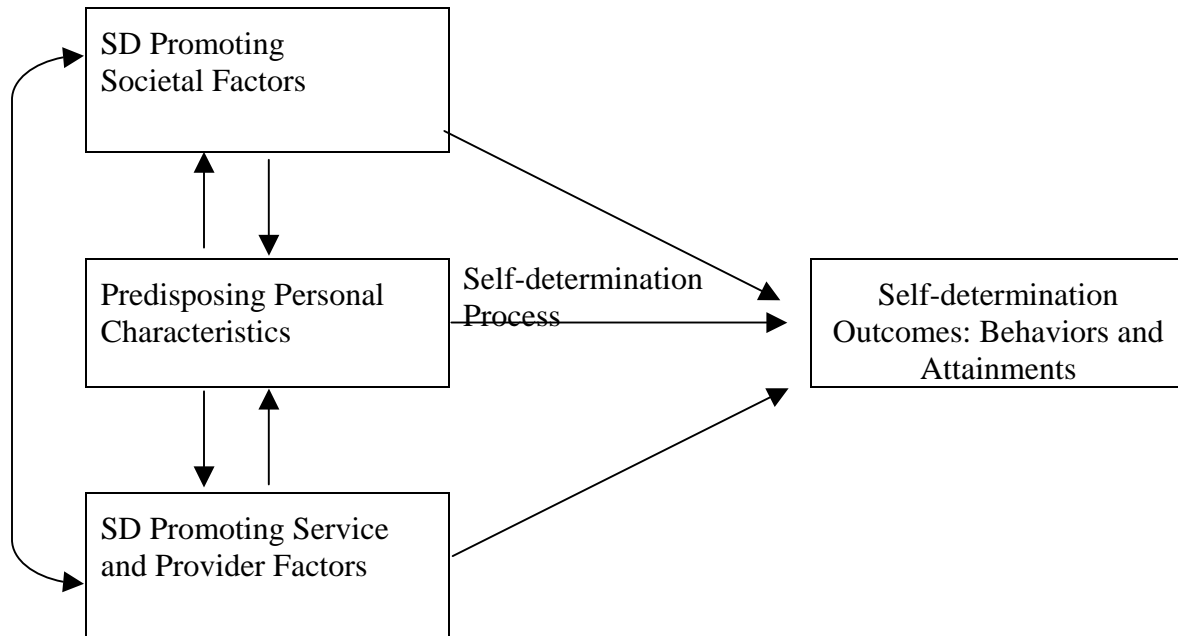 SD Promoting
Societal Factors
Predisposing Personal
Characteristics
Self-determination
Process
Self-determination
Outcomes: Behaviors and
Attainments
SD Promoting Service
and Provider Factors